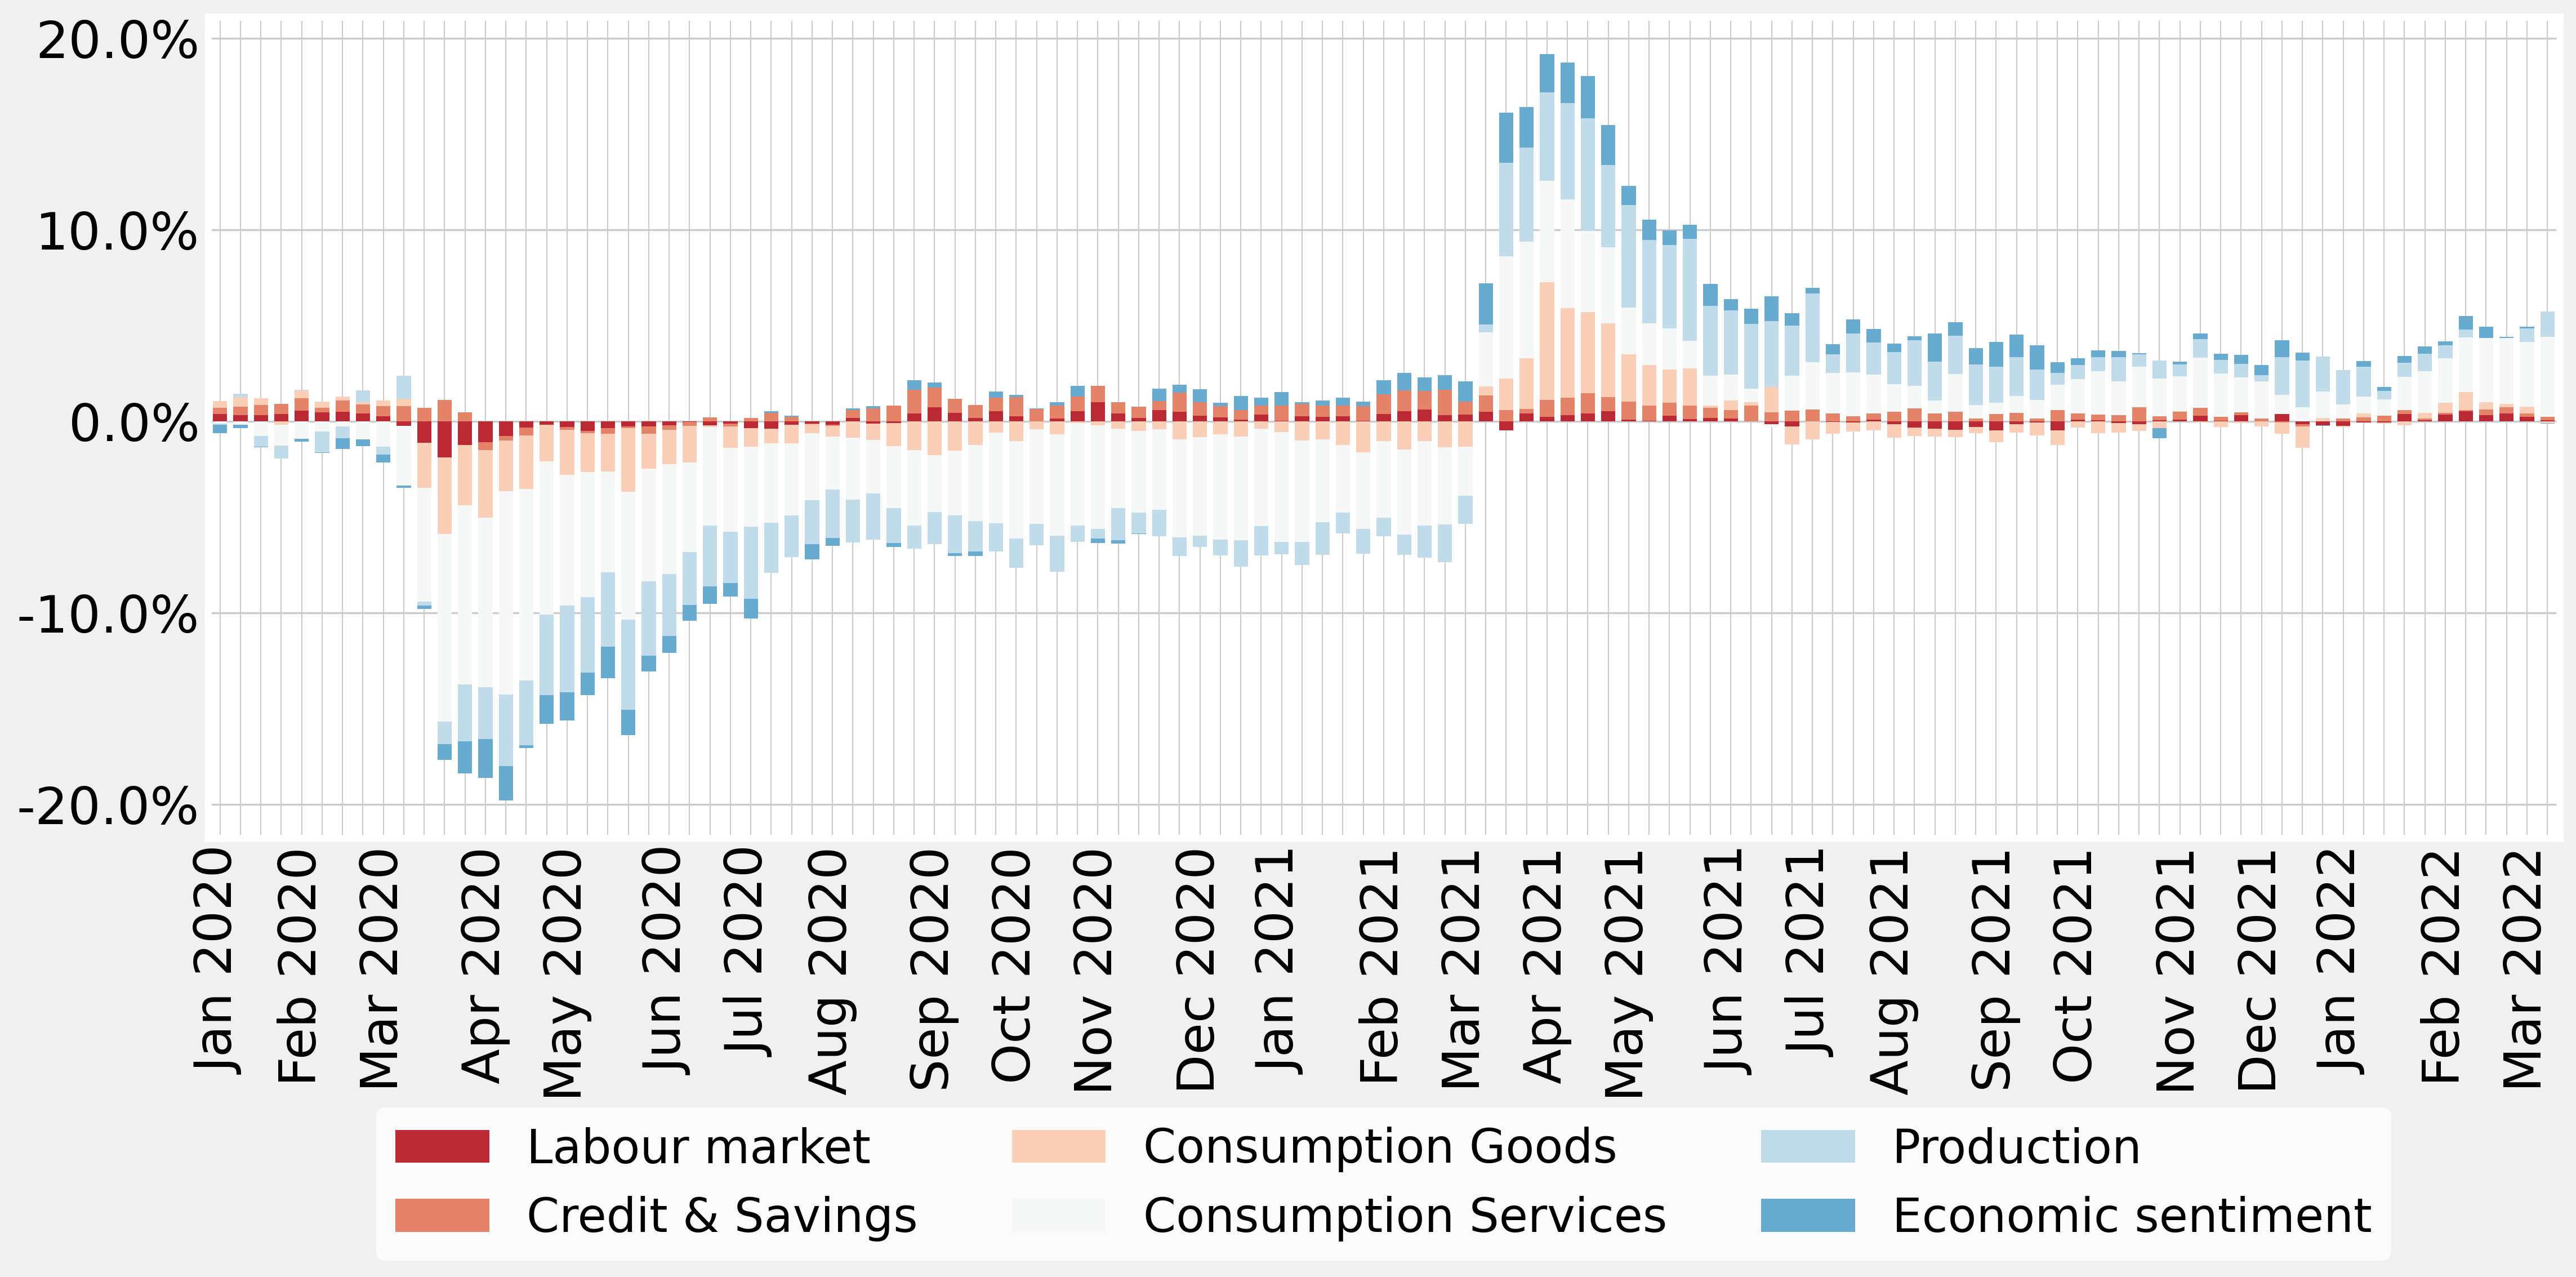 20.0%
10.0%
0.0%
-10.0%
-20.0%
Jan 2020
Feb 2020
Mar 2020
Apr 2020
May 2020
Jun 2020
Jul 2020
Aug 2020
Sep 2020
Oct 2020
Nov 2020
Dec 2020
Jan 2021
Feb 2021
Mar 2021
Apr 2021
May 2021
Jun 2021
Jul 2021
Aug 2021
Sep 2021
Oct 2021
Nov 2021
Dec 2021
Jan 2022
Feb 2022
Mar 2022
Labour market
Credit & Savings
Consumption Goods
Consumption Services
Production
Economic sentiment